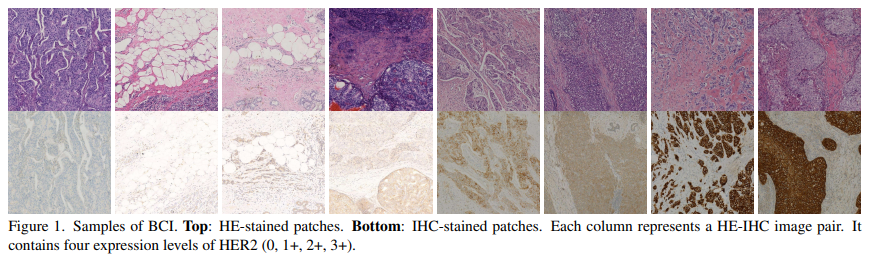 Figure 1. Samples of BCI. Top: HE-stained patches. Bottom: IHC-stained patches. Each column represents a HE-IHC image pair. It
contains four expression levels of HER2 (0, 1+, 2+, 3+).